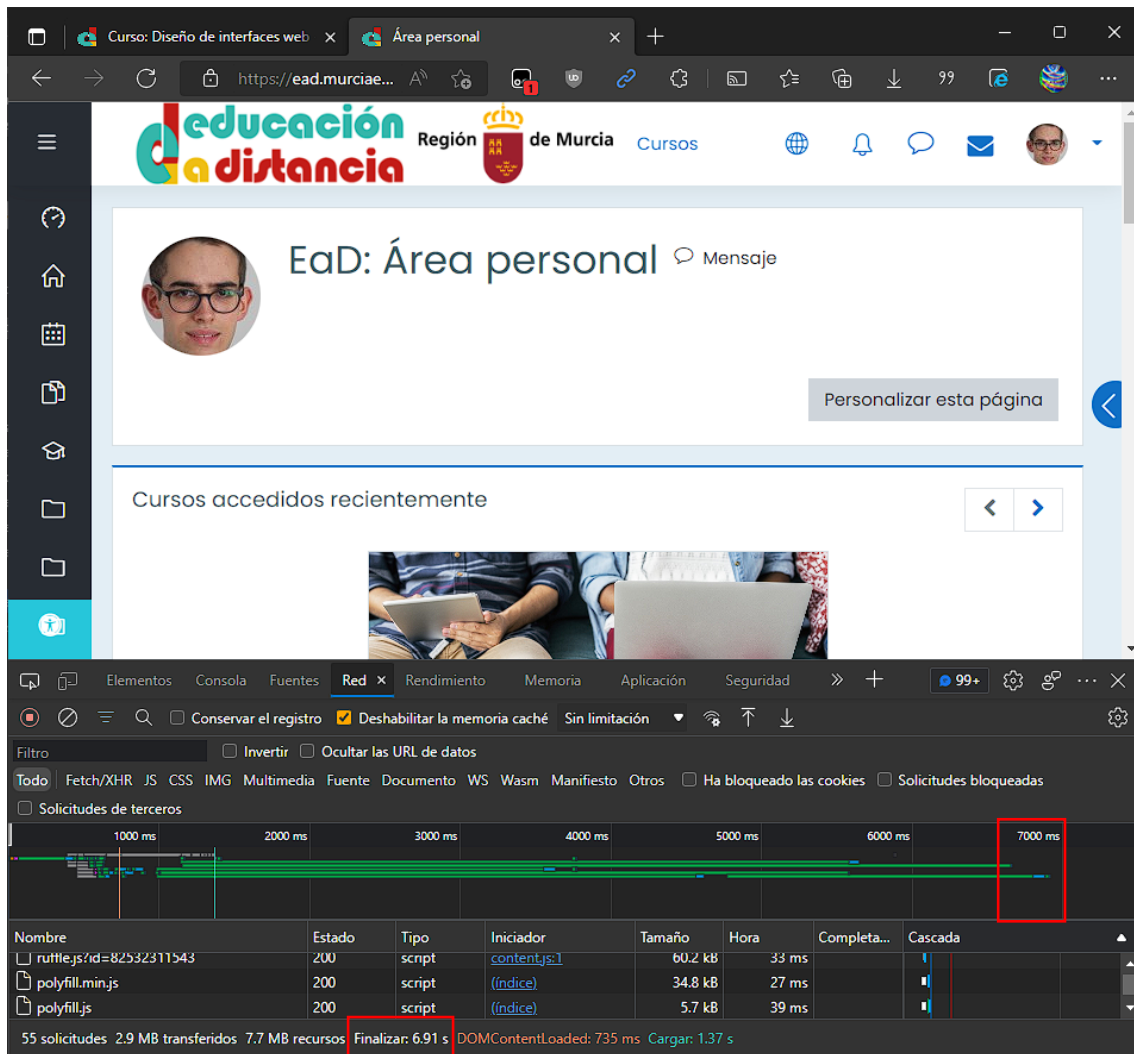 Curso: Diseño de interfaces web
Área personal
https://ead.murciae...
1
99
educación
a distancia
Región de Murcia
Cursos
EaD: Área personal
Mensaje
Personalizar esta página
Cursos accedidos recientemente
Elementos Consola Fuentes Red Rendimiento Memoria Aplicación Seguridad 99+
Conservar el registro Deshabilitar la memoria caché Sin limitación
Filtro Invertir Ocultar las URL de datos
Todo Fetch/XHR JS CSS IMG Multimedia Fuente Documento WS Wasm Manifiesto Otros Ha bloqueado las cookies Solicitudes bloqueadas
Solicitudes de terceros
1000 ms 2000 ms 3000 ms 4000 ms 5000 ms 6000 ms 7000 ms
Nombre Estado Tipo Iniciador Tamaño Hora Completa... Cascada
ruffle.js?id=82532311543 200 script content.js:1 60.2 kB 33 ms
polyfill.min.js 200 script (índice) 34.8 kB 27 ms
polyfill.js 200 script (índice) 5.7 kB 39 ms
55 solicitudes 2.9 MB transferidos 7.7 MB recursos Finalizar: 6.91 s DOMContentLoaded: 735 ms Cargar: 1.37 s